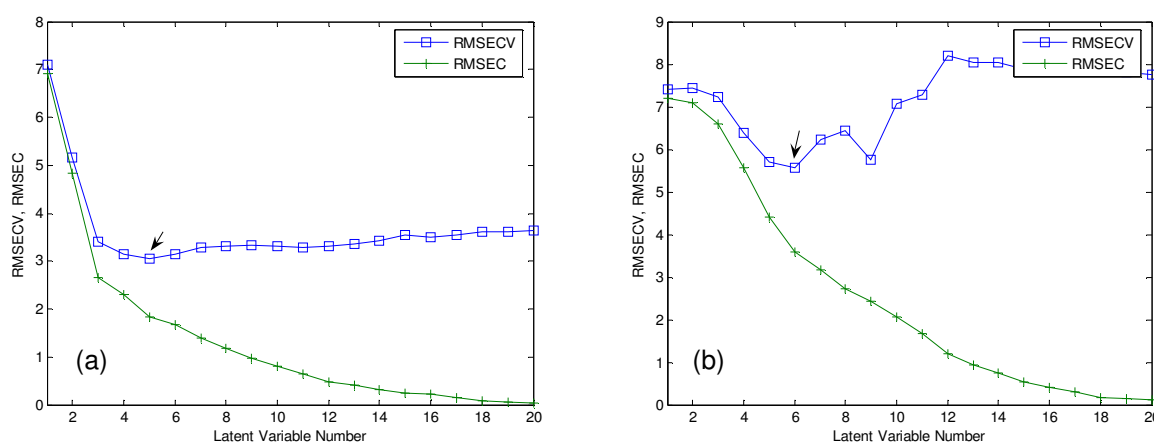 8
7
6
5
4
3
2
1
0
RMSECV, RMSEC
RMSECV
RMSEC
(a)
2 4 6 8 10 12 14 16 18 20
Latent Variable Number
9
8
7
6
5
4
3
2
1
0
RMSECV, RMSEC
RMSECV
RMSEC
(b)
2 4 6 8 10 12 14 16 18 20
Latent Variable Number